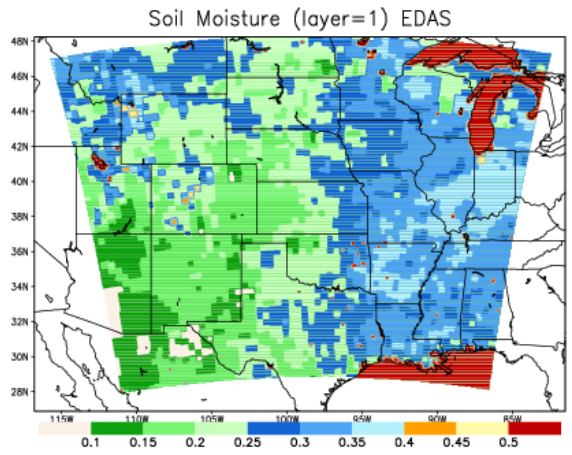 Soil Moisture (layer=1) EDAS
48N
46N
44N
42N
40N
38N
36N
34N
32N
30N
28N
115W 110W 105W 100W 95W 90W 85W
0.1 0.15 0.2 0.25 0.3 0.35 0.4 0.45 0.5